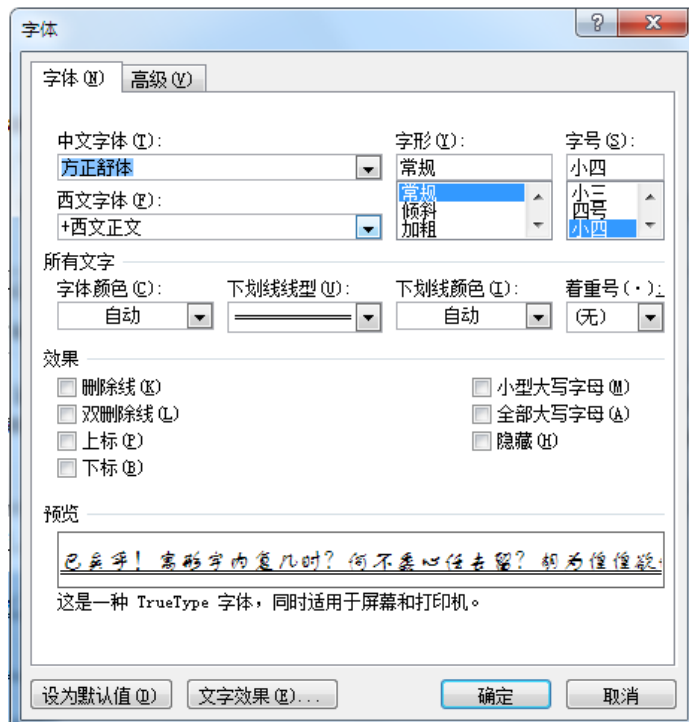 字体
字体(N) 高级(V)
中文字体(T): 字形(Y): 字号(S):
方正舒体 常规 小四
西文字体(F): 常规 小三
+西文正文 倾斜 四号
加粗 小四
所有文字
字体颜色(C): 下划线线型(U): 下划线颜色(I): 着重号(·):
自动 自动 (无)
效果
删除线(K) 小型大写字母(M)
双删除线(L) 全部大写字母(A)
上标(P) 隐藏(H)
下标(B)
预览
已矣乎!寓形宇内复几时?何不委心任去留?胡为惶惶欲
这是一种 TrueType 字体,同时适用于屏幕和打印机。
设为默认值(D) 文字效果(E)... 确定 取消